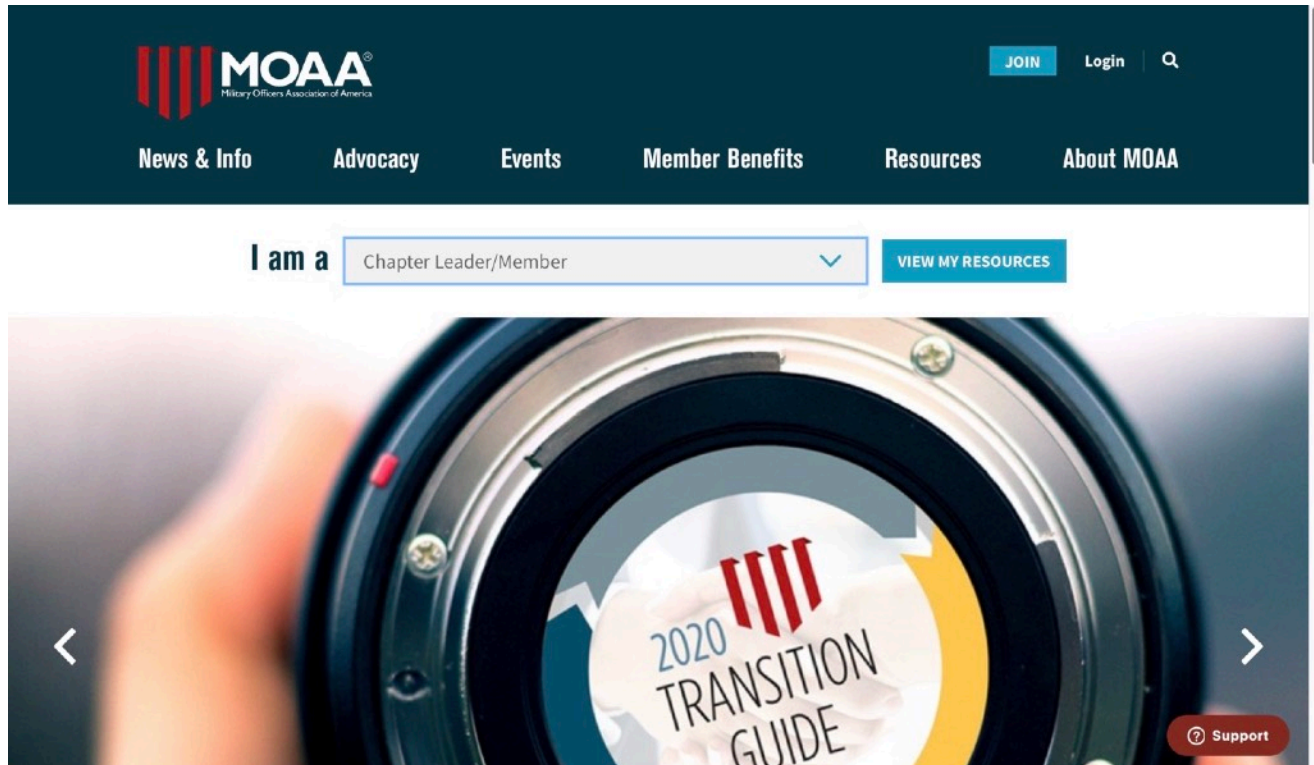 MOAA®
Military Officers Association of America
JOIN Login
News & Info Advocacy Events Member Benefits Resources About MOAA
I am a Chapter Leader/Member VIEW MY RESOURCES
2020
TRANSITION
GUIDE
? Support